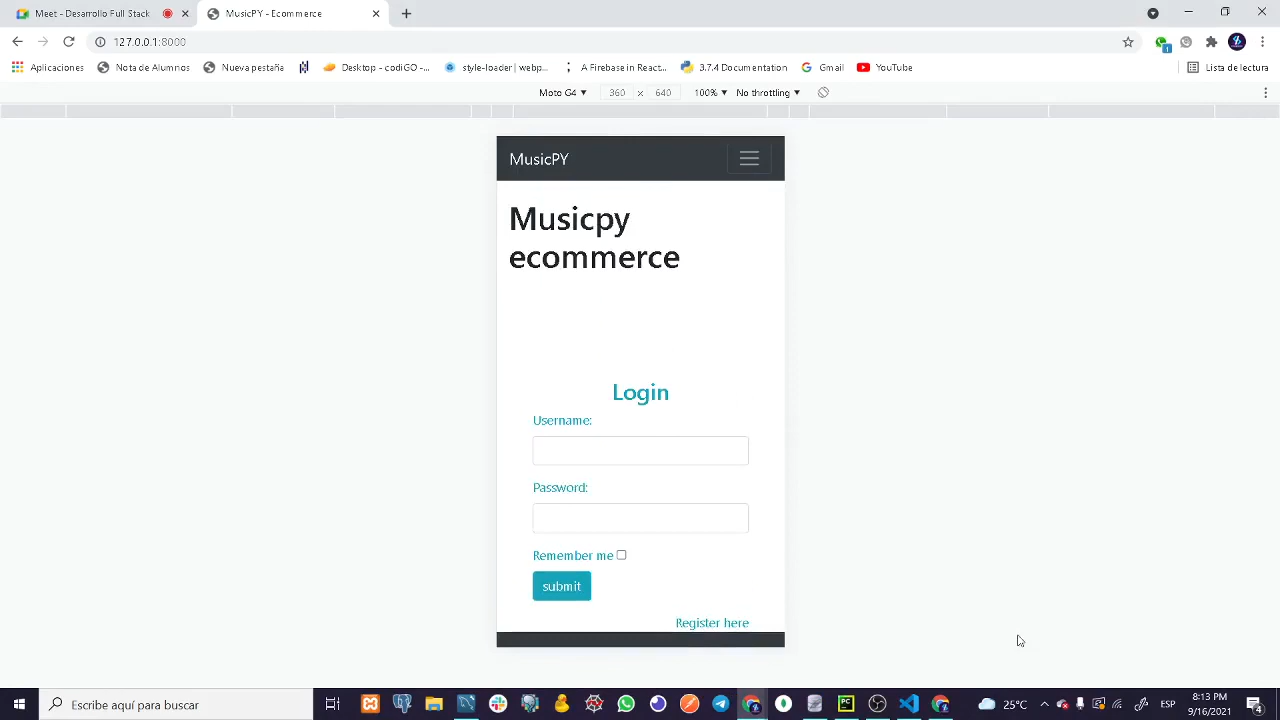 Meet - Desarrollo Full Stack
MusicPY - Ecommerce
127.0.0.1:8000
Aplicaciones
Nota de Alumnos
Nueva pestaña
Desktop - codiGO -...
style-loader | webp...
A Firebase in React...
3.7.4 Documentation
Gmail
YouTube
Lista de lectura
Moto G4 ▼ 360 x 640 100% ▼ No throttling ▼
MusicPY
Musicpy
ecommerce
Login
Username:
Password:
Remember me
submit
Register here
Escribe aquí para buscar
25°C
ESP
8:13 PM
9/16/2021